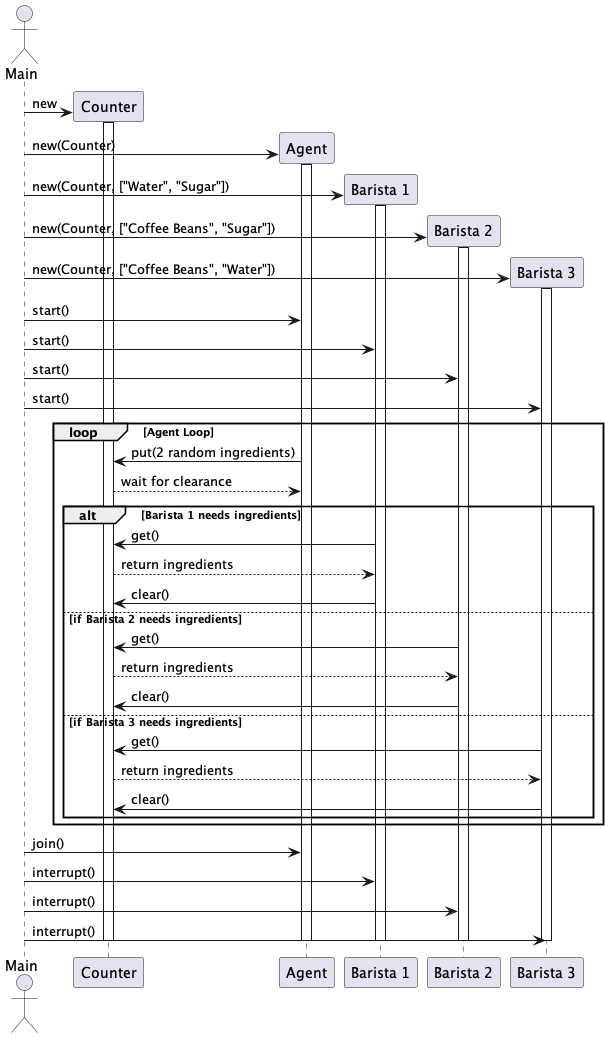 Main
new
Counter
new(Counter)
Agent
new(Counter, ["Water", "Sugar"])
Barista 1
new(Counter, ["Coffee Beans", "Sugar"])
Barista 2
new(Counter, ["Coffee Beans", "Water"])
Barista 3
start()
start()
start()
start()
loop [Agent Loop]
put(2 random ingredients)
wait for clearance
alt [Barista 1 needs ingredients]
get()
return ingredients
clear()
[if Barista 2 needs ingredients]
get()
return ingredients
clear()
[if Barista 3 needs ingredients]
get()
return ingredients
clear()
join()
interrupt()
interrupt()
interrupt()
Main Counter Agent Barista 1 Barista 2 Barista 3